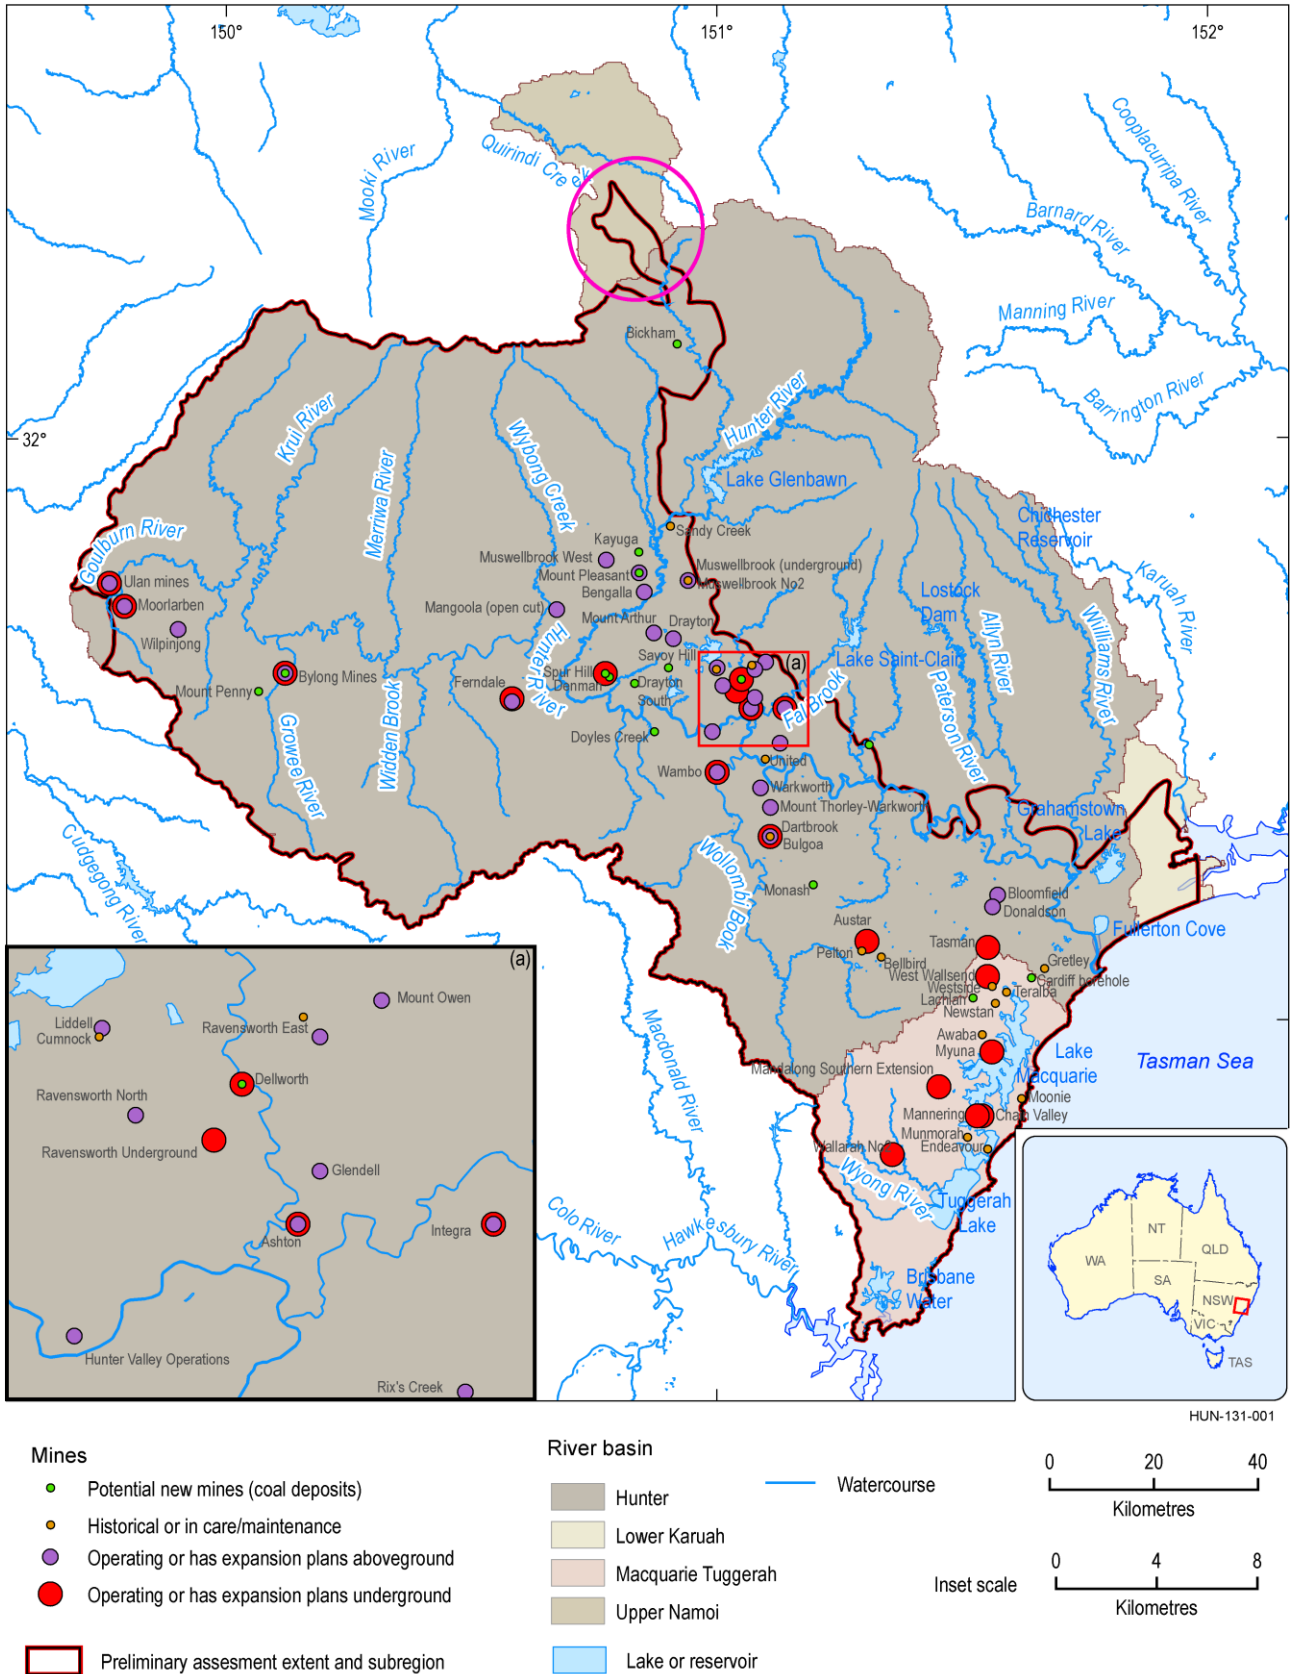 150°
151°
152°
Mooki River
Quirindi Creek
Cooplacurripa River
Barnard River
Manning River
Barrington River
Bickham
32°
Krui River
Merriwa River
Wybong Creek
Hunter River
Lake Glenbawn
Chichester
Reservoir
Karuah River
Goulburn River
Sandy Creek
Kayuga
Muswellbrook West
Mount Pleasant
Bengalla
Muswellbrook (underground)
Muswellbrook No2
Ulan mines
Moorlarben
Wilpinjong
Mangoola (open cut)
Mount Arthur
Drayton
Lostock
Dam
Allyn River
Williams River
Hunter River
Savoy Hill
(a)
Lake Saint-Clair
Paterson River
Bylong Mines
Mount Penny
Ferndale
Spur Hill
Denman
Drayton
South
Fal Brook
Growee River
Widden Brook
Doyles Creek
United
Wambo
Warkworth
Mount Thorley-Warkworth
Grahamstown
Lake
Dartbrook
Bulgoa
Cudgegong River
Wollombi Book
Monash
Bloomfield
Donaldson
Fullerton Cove
Austar
Tasman
Pelton
Bellbird
Gretley
West Wallsend
Cardiff borehole
Westside
Teralba
Lachlan
Newstan
Awaba
Myuna
Lake
Macquarie
Tasman Sea
Macdonald River
Mandalong Southern Extension
Moonie
Mannering
Chain Valley
Munmorah
Endeavour
Wallarah No2
Wyong River
Tuggerah
Lake
Colo River
Hawkesbury River
Brisbane
Water
(a)
Mount Owen
Liddell
Cumnock
Ravensworth East
Dellworth
Ravensworth North
Ravensworth Underground
Glendell
Ashton
Integra
Hunter Valley Operations
Rix's Creek
WA
NT
QLD
SA
NSW
VIC
TAS
HUN-131-001
Mines
Potential new mines (coal deposits)
Historical or in care/maintenance
Operating or has expansion plans aboveground
Operating or has expansion plans underground
Preliminary assesment extent and subregion
River basin
Hunter
Lower Karuah
Macquarie Tuggerah
Upper Namoi
Lake or reservoir
Watercourse
0 20 40
Kilometres
Inset scale
0 4 8
Kilometres